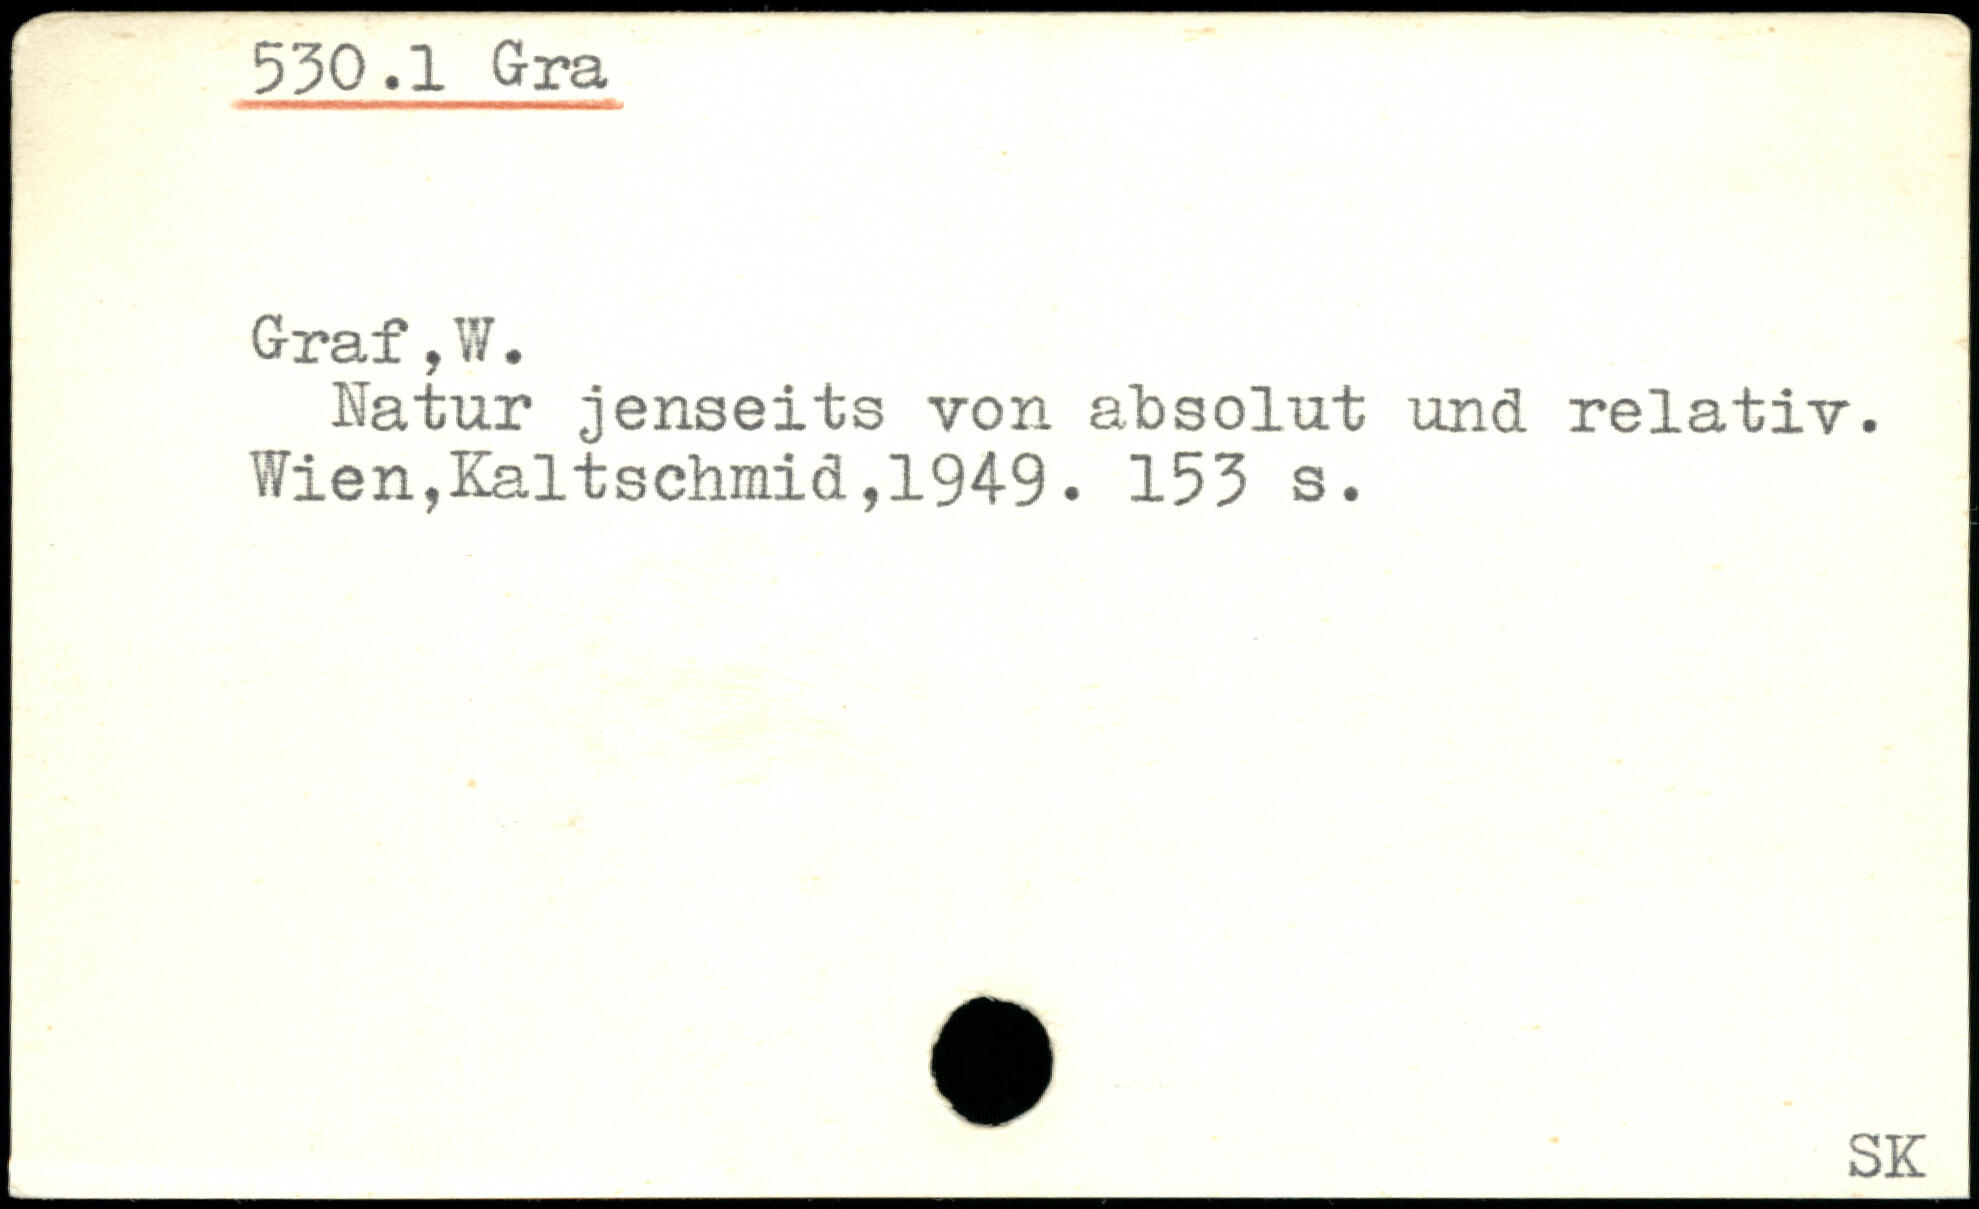 530.1 Gra
Graf,W.
Natur jenseits von absolut und relativ.
Wien,Kaltschmid,1949. 153 s.
SK